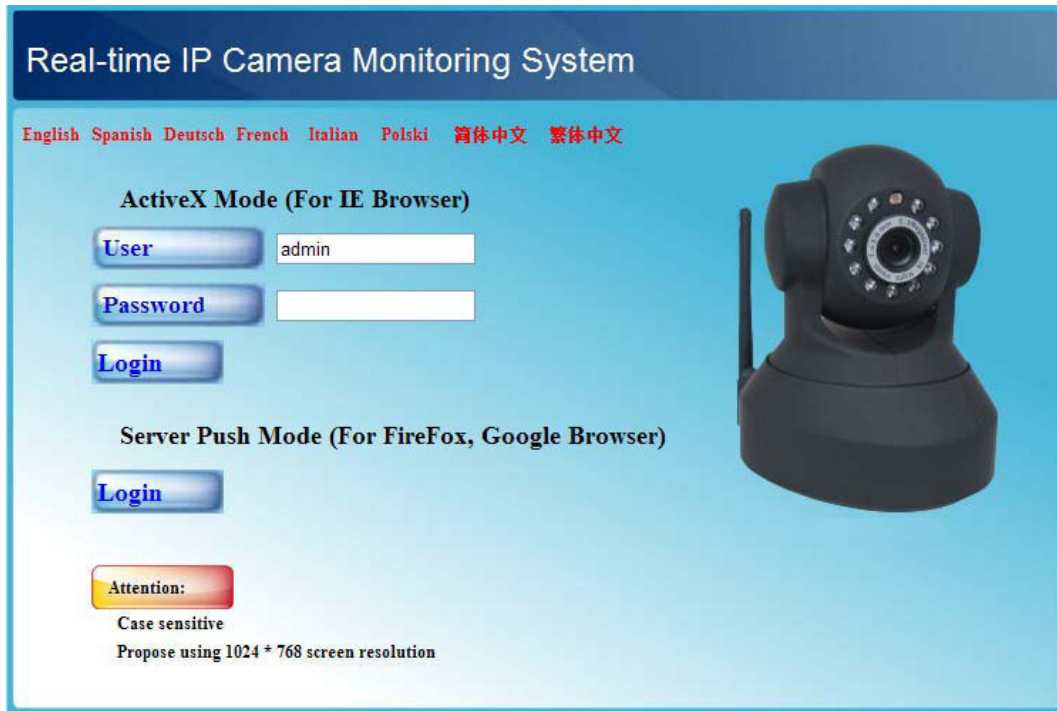 Real-time IP Camera Monitoring System
English Spanish Deutsch French Italian Polski 简体中文 繁体中文
ActiveX Mode (For IE Browser)
User admin
Password
Login
Server Push Mode (For FireFox, Google Browser)
Login
Attention:
Case sensitive
Propose using 1024 * 768 screen resolution